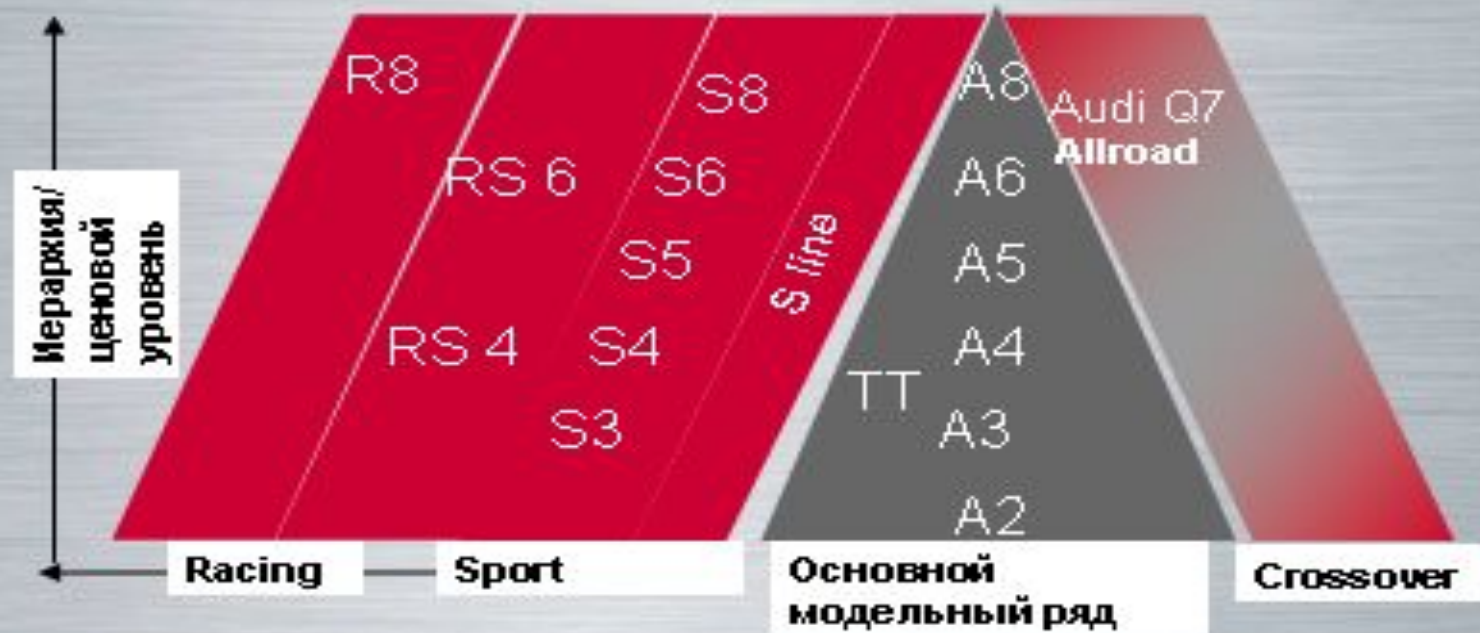 R8
S8
A8
Audi Q7
Allroad
RS 6
S6
A6
Иерархия/
ценовой
уровень
S5
S line
A5
RS 4
S4
A4
TT
S3
A3
A2
Racing
Sport
Основной
модельный ряд
Crossover